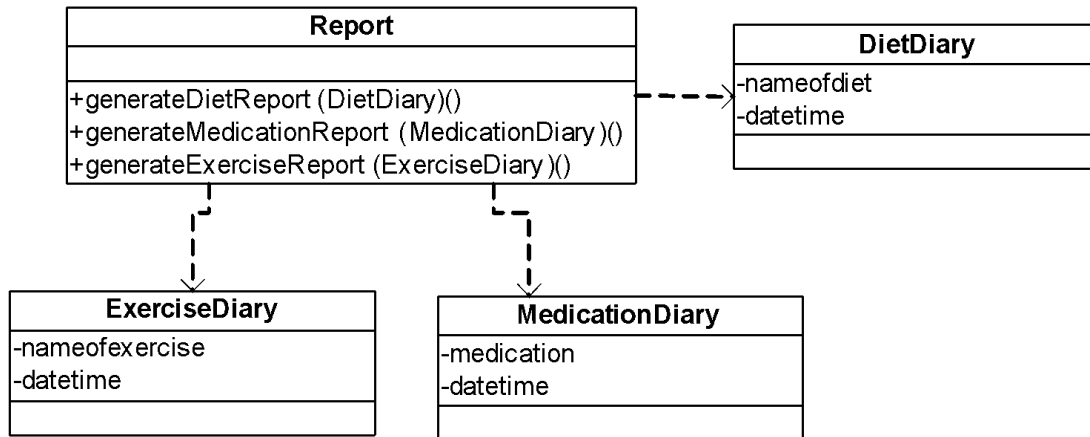 Report
+generateDietReport (DietDiary)()
+generateMedicationReport (MedicationDiary)()
+generateExerciseReport (ExerciseDiary)()
DietDiary
-nameofdiet
-datetime
ExerciseDiary
-nameofexercise
-datetime
MedicationDiary
-medication
-datetime